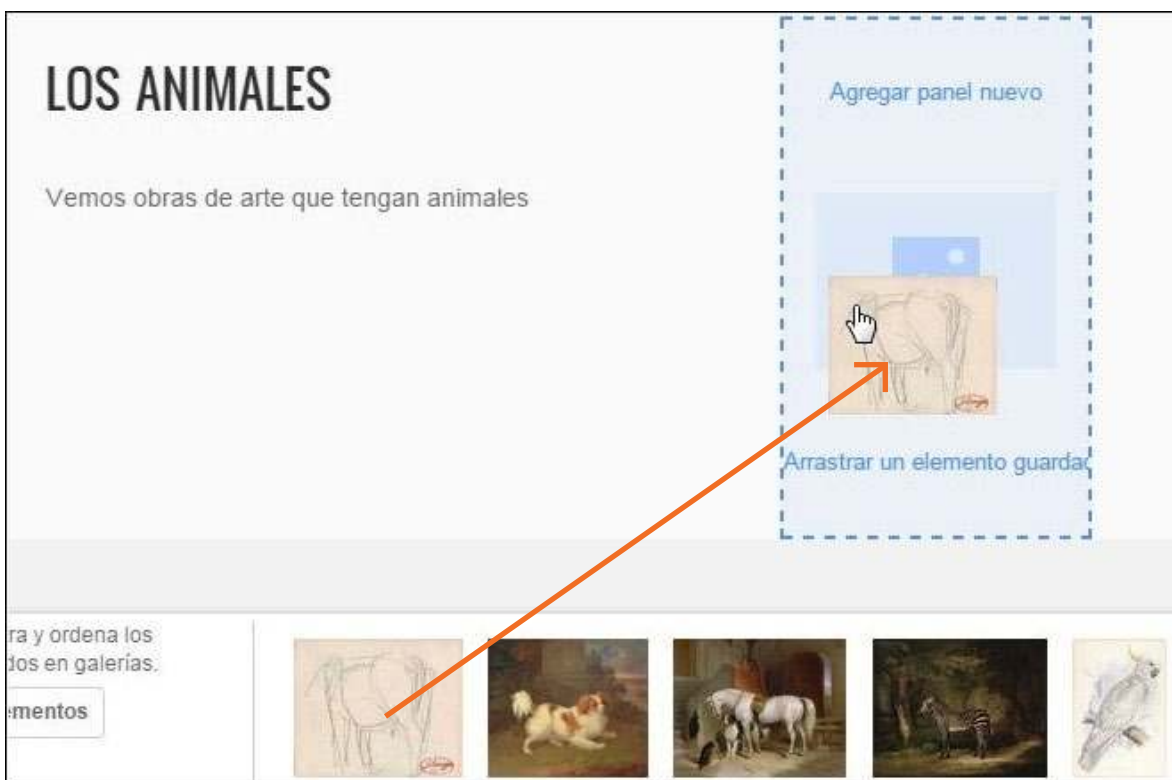 LOS ANIMALES
Vemos obras de arte que tengan animales
Agregar panel nuevo
Arrastrar un elemento guardad
ra y ordena los
dos en galerías.
ementos